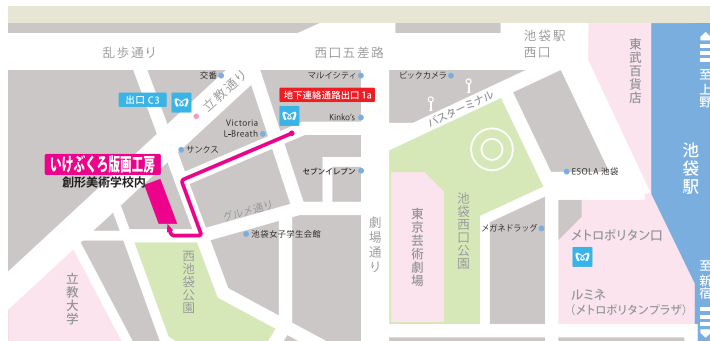 乱歩通り
西口五差路
池袋駅
西口
東武百貨店
至上野
交番
立教通り
マルイシティ
ビックカメラ
出口 C3
地下連絡通路出口 1a
バスターミナル
Victoria
L-Breath
Kinko's
サンクス
池袋駅
いけぶくろ版画工房
創形美術学校内
セブンイレブン
ESOLA 池袋
グルメ通り
池袋女子学生会館
劇場通り
東京芸術劇場
池袋西口公園
メガネドラッグ
メトロポリタン口
西池袋公園
立教大学
至新宿
ルミネ
(メトロポリタンプラザ)